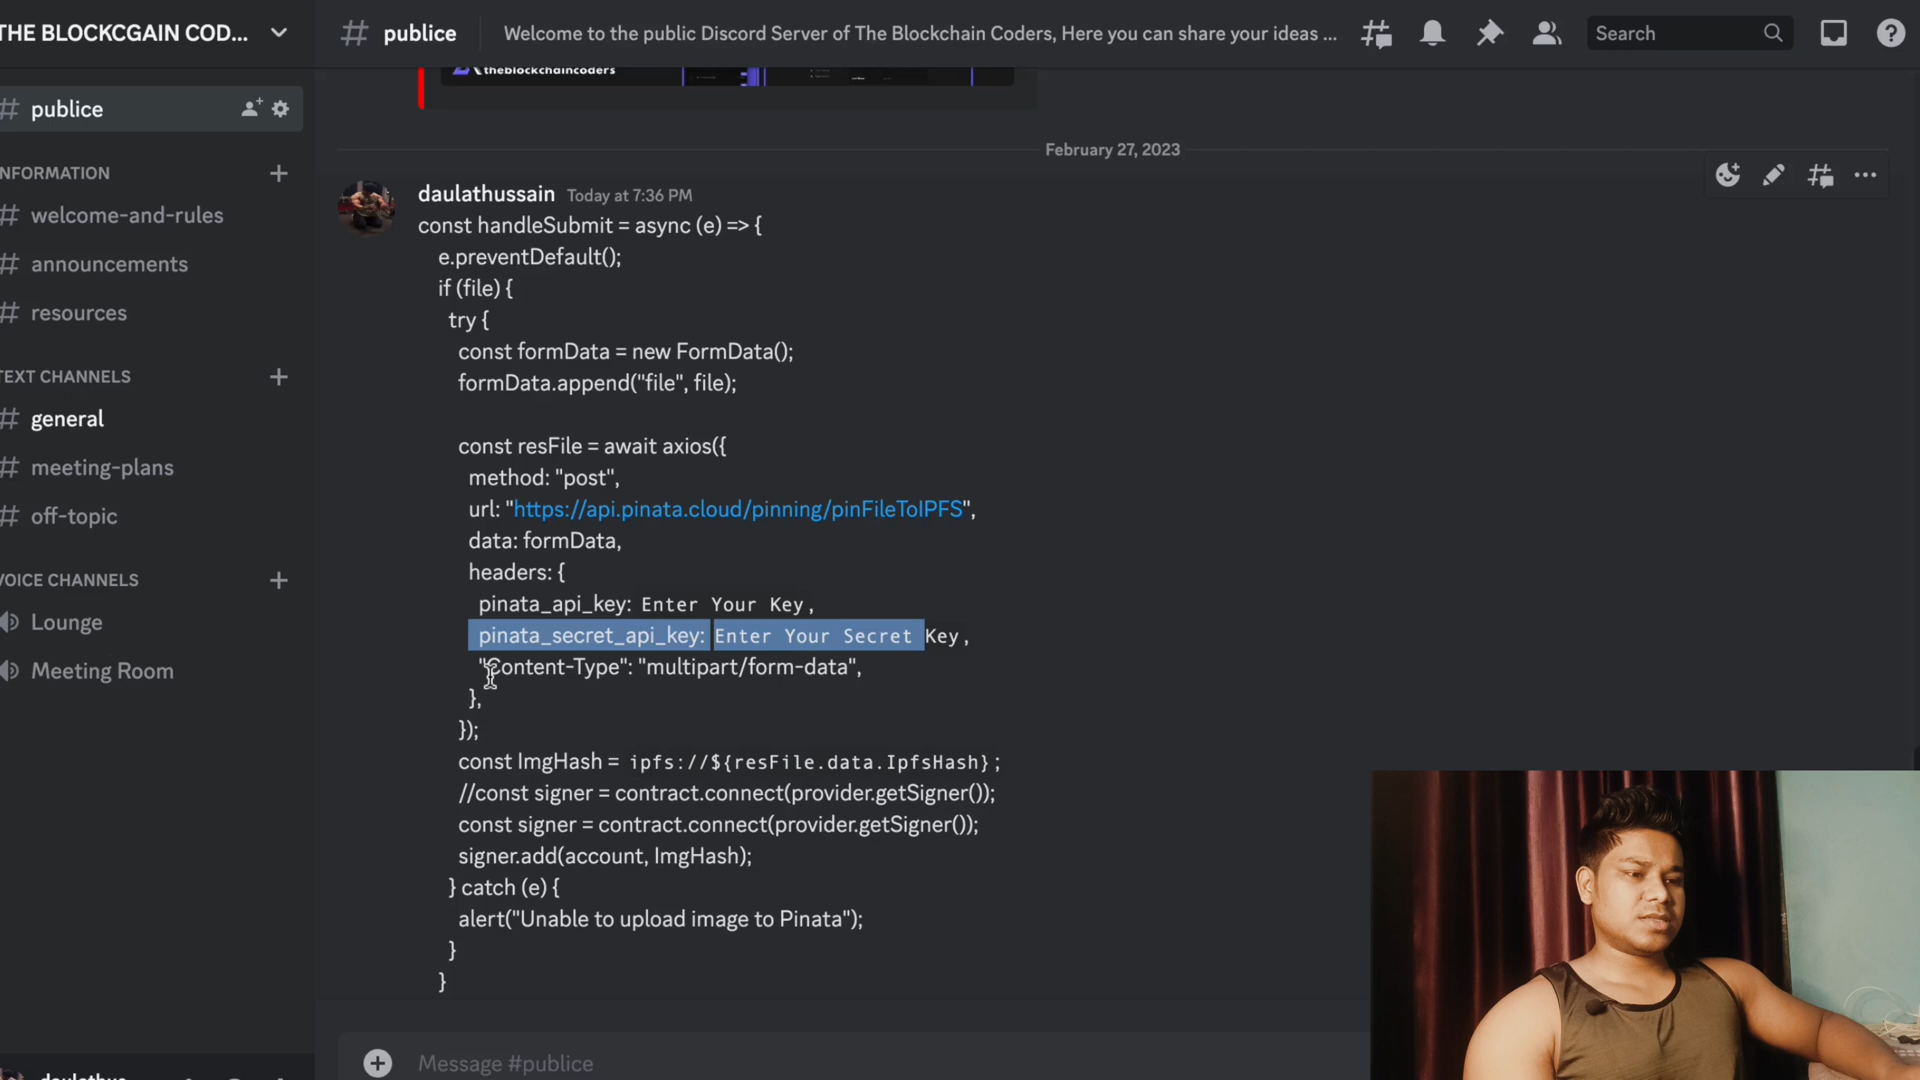 THE BLOCKCGAIN COD...
publice
Welcome to the public Discord Server of The Blockchain Coders, Here you can share your ideas ...
Search
publice
INFORMATION
welcome-and-rules
announcements
resources
TEXT CHANNELS
general
meeting-plans
off-topic
VOICE CHANNELS
Lounge
Meeting Room
theblockchaincoders
February 27, 2023
daulathussain Today at 7:36 PM
const handleSubmit = async (e) => {
e.preventDefault();
if (file) {
try {
const formData = new FormData();
formData.append("file", file);
const resFile = await axios({
method: "post",
url: "https://api.pinata.cloud/pinning/pinFileToIPFS",
data: formData,
headers: {
pinata_api_key: Enter Your Key,
pinata_secret_api_key: Enter Your Secret Key,
"Content-Type": "multipart/form-data",
},
});
const ImgHash = ipfs://${resFile.data.IpfsHash};
//const signer = contract.connect(provider.getSigner());
const signer = contract.connect(provider.getSigner());
signer.add(account, ImgHash);
} catch (e) {
alert("Unable to upload image to Pinata");
}
}
Message #publice